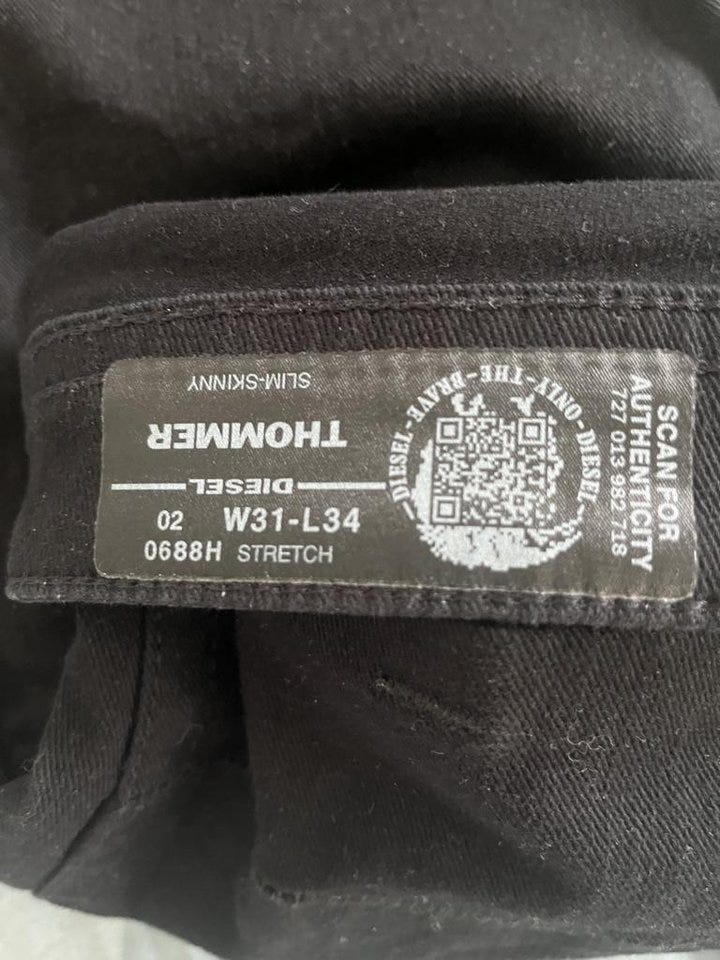 SLIM-SKINNY
THOMMER
DIESEL
02 W31-L34
0688H STRETCH
DIESEL-ONLY-THE-BRAVE-DIESEL-
SCAN FOR
AUTHENTICITY
727 013 982 718